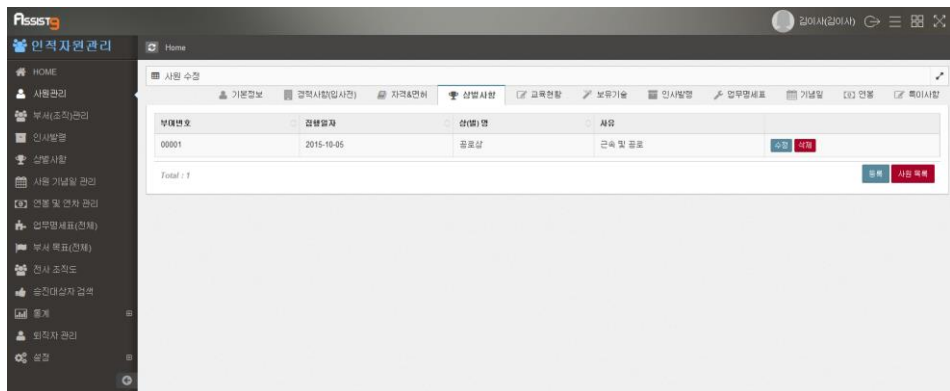 Assist9
김이사(김이사)
인적자원관리
Home
HOME
사원관리
부서(조직)관리
인사발령
상벌사항
사원 기념일 관리
연봉 및 연차 관리
업무명세표(전체)
부서 목표(전체)
전사 조직도
승진대상자 검색
통계
퇴직자 관리
설정
사원 수정
기본정보 경력사항(입사전) 자격&면허 상벌사항 교육현황 보유기술 인사발령 업무명세표 기념일 연봉 특이사항
부여번호 집행일자 상(벌) 명 사유
00001 2015-10-05 공로상 근속 및 공로 수정 삭제
Total : 1 등록 사원 목록